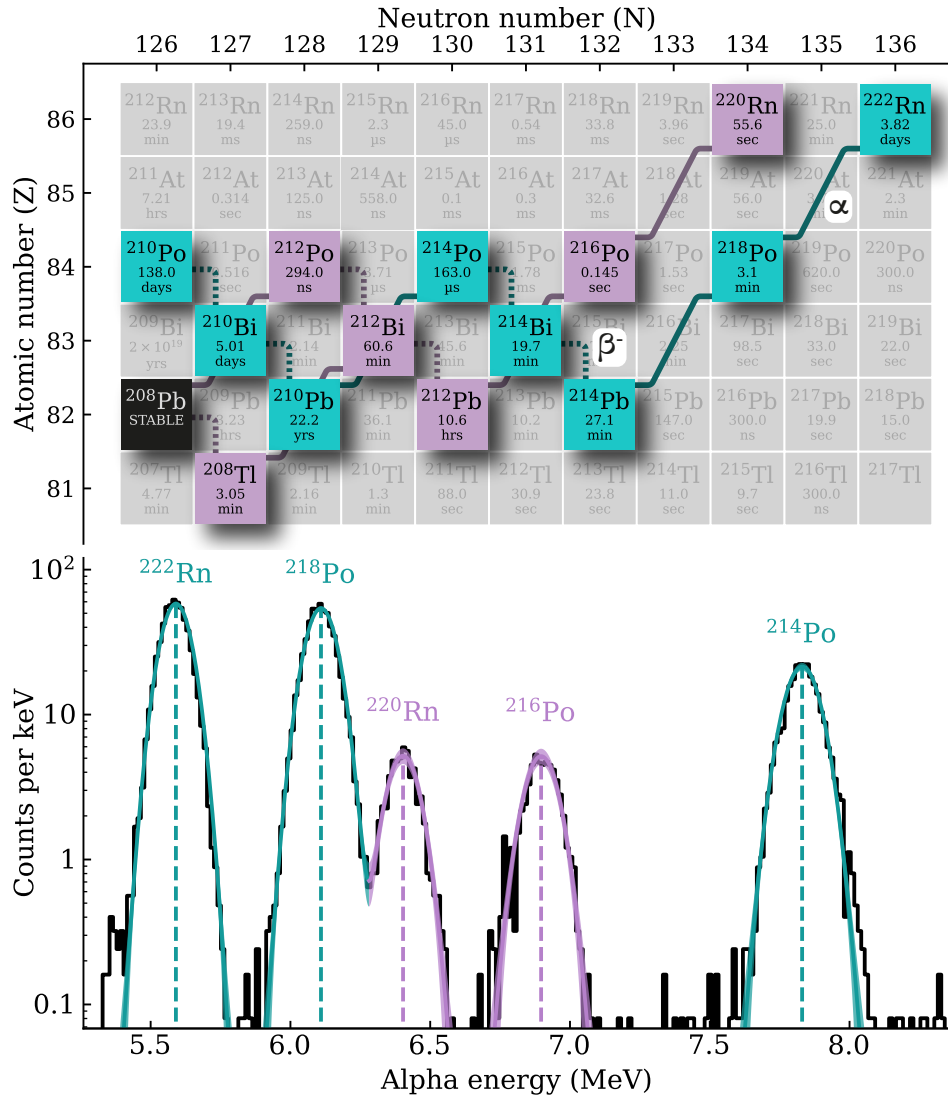 Neutron number (N)
126 127 128 129 130 131 132 133 134 135 136
Atomic number (Z)
86
²¹²Rn ²¹³Rn ²¹⁴Rn ²¹⁵Rn ²¹⁶Rn ²¹⁷Rn ²¹⁸Rn ²¹⁹Rn ²²⁰Rn ²²¹Rn ²²²Rn
23.9 19.4 259.0 2.3 45.0 0.54 33.8 3.96 55.6 25.0 3.82
min ms ns µs µs ms ms sec sec min days
85
²¹¹At ²¹²At ²¹³At ²¹⁴At ²¹⁵At ²¹⁶At ²¹⁷At ²¹⁸At ²¹⁹At ²²⁰At ²²¹At
7.21 0.314 125.0 558.0 0.1 0.3 32.6 56.0 2.3
hrs sec ns ns ms ms ms sec sec min
α
84
²¹⁰Po ²¹¹Po ²¹²Po ²¹³Po ²¹⁴Po ²¹⁵Po ²¹⁶Po ²¹⁷Po ²¹⁸Po ²¹⁹Po ²²⁰Po
138.0 .516 294.0 .71 163.0 .78 0.145 1.53 3.1 620.0 300.0
days sec ns µs µs ms sec sec min sec ns
83
²⁰⁹Bi ²¹⁰Bi ²¹¹Bi ²¹²Bi ²¹³Bi ²¹⁴Bi ²¹⁵Bi ²¹⁶Bi ²¹⁷Bi ²¹⁸Bi ²¹⁹Bi
2 × 10¹⁹ 5.01 2.14 60.6 45.6 19.7 98.5 33.0 22.0
yrs days min min min min min sec sec sec
β⁻
82
²⁰⁸Pb ²⁰⁹Pb ²¹⁰Pb ²¹¹Pb ²¹²Pb ²¹³Pb ²¹⁴Pb ²¹⁵Pb ²¹⁶Pb ²¹⁷Pb ²¹⁸Pb
STABLE .23 22.2 36.1 10.6 10.2 27.1 147.0 300.0 19.9 15.0
hrs yrs min hrs min min sec ns sec sec
81
²⁰⁷Tl ²⁰⁸Tl ²⁰⁹Tl ²¹⁰Tl ²¹¹Tl ²¹²Tl ²¹³Tl ²¹⁴Tl ²¹⁵Tl ²¹⁶Tl ²¹⁷Tl
4.77 3.05 2.16 1.3 88.0 30.9 23.8 11.0 9.7 300.0
min min min min sec sec sec sec sec ns
²²²Rn
²¹⁸Po
²²⁰Rn
²¹⁶Po
²¹⁴Po
Counts per keV
10²
10
1
0.1
5.5 6.0 6.5 7.0 7.5 8.0
Alpha energy (MeV)